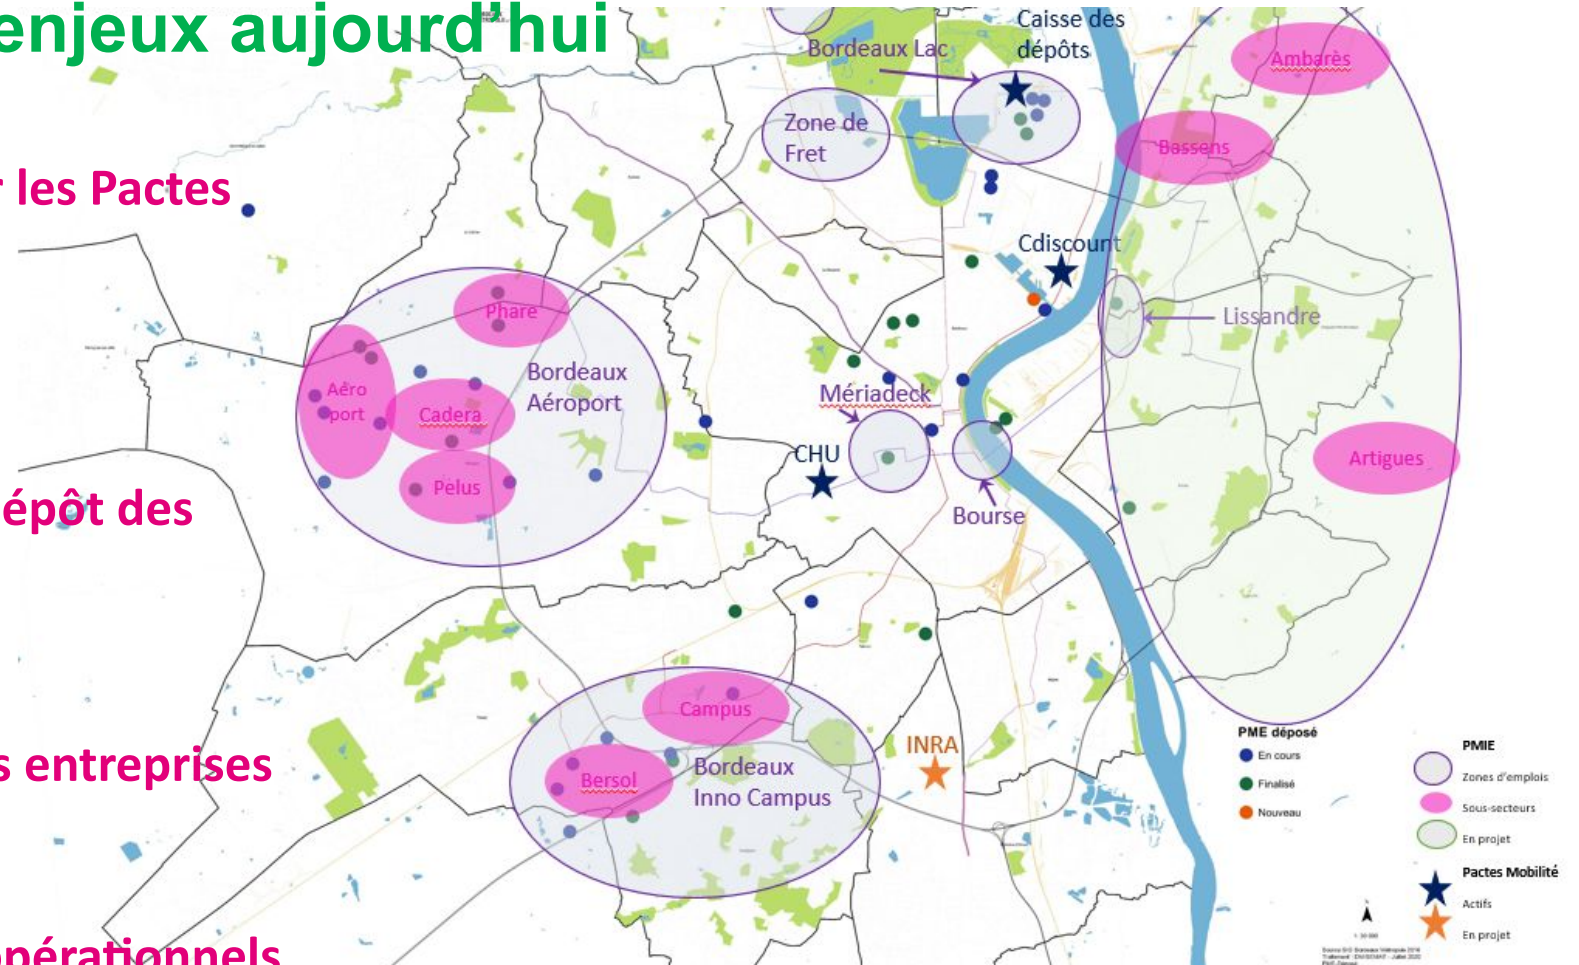 enjeux aujourd'hui
Caisse des
dépôts
Bordeaux Lac
Ambarès
Zone de
Fret
Bassens
les Pactes
Cdiscount
Phare
Lissandre
Aéro
port
Bordeaux
Aéroport
Cadera
Mériadeck
CHU
Artigues
Pelus
épôt des
Bourse
Campus
INRA
s entreprises
Bersol
Bordeaux
Inno Campus
PME déposé
En cours
Finalisé
Nouveau
PMIE
Zones d'emplois
Sous-secteurs
En projet
Pactes Mobilité
Actifs
En projet
opérationnels